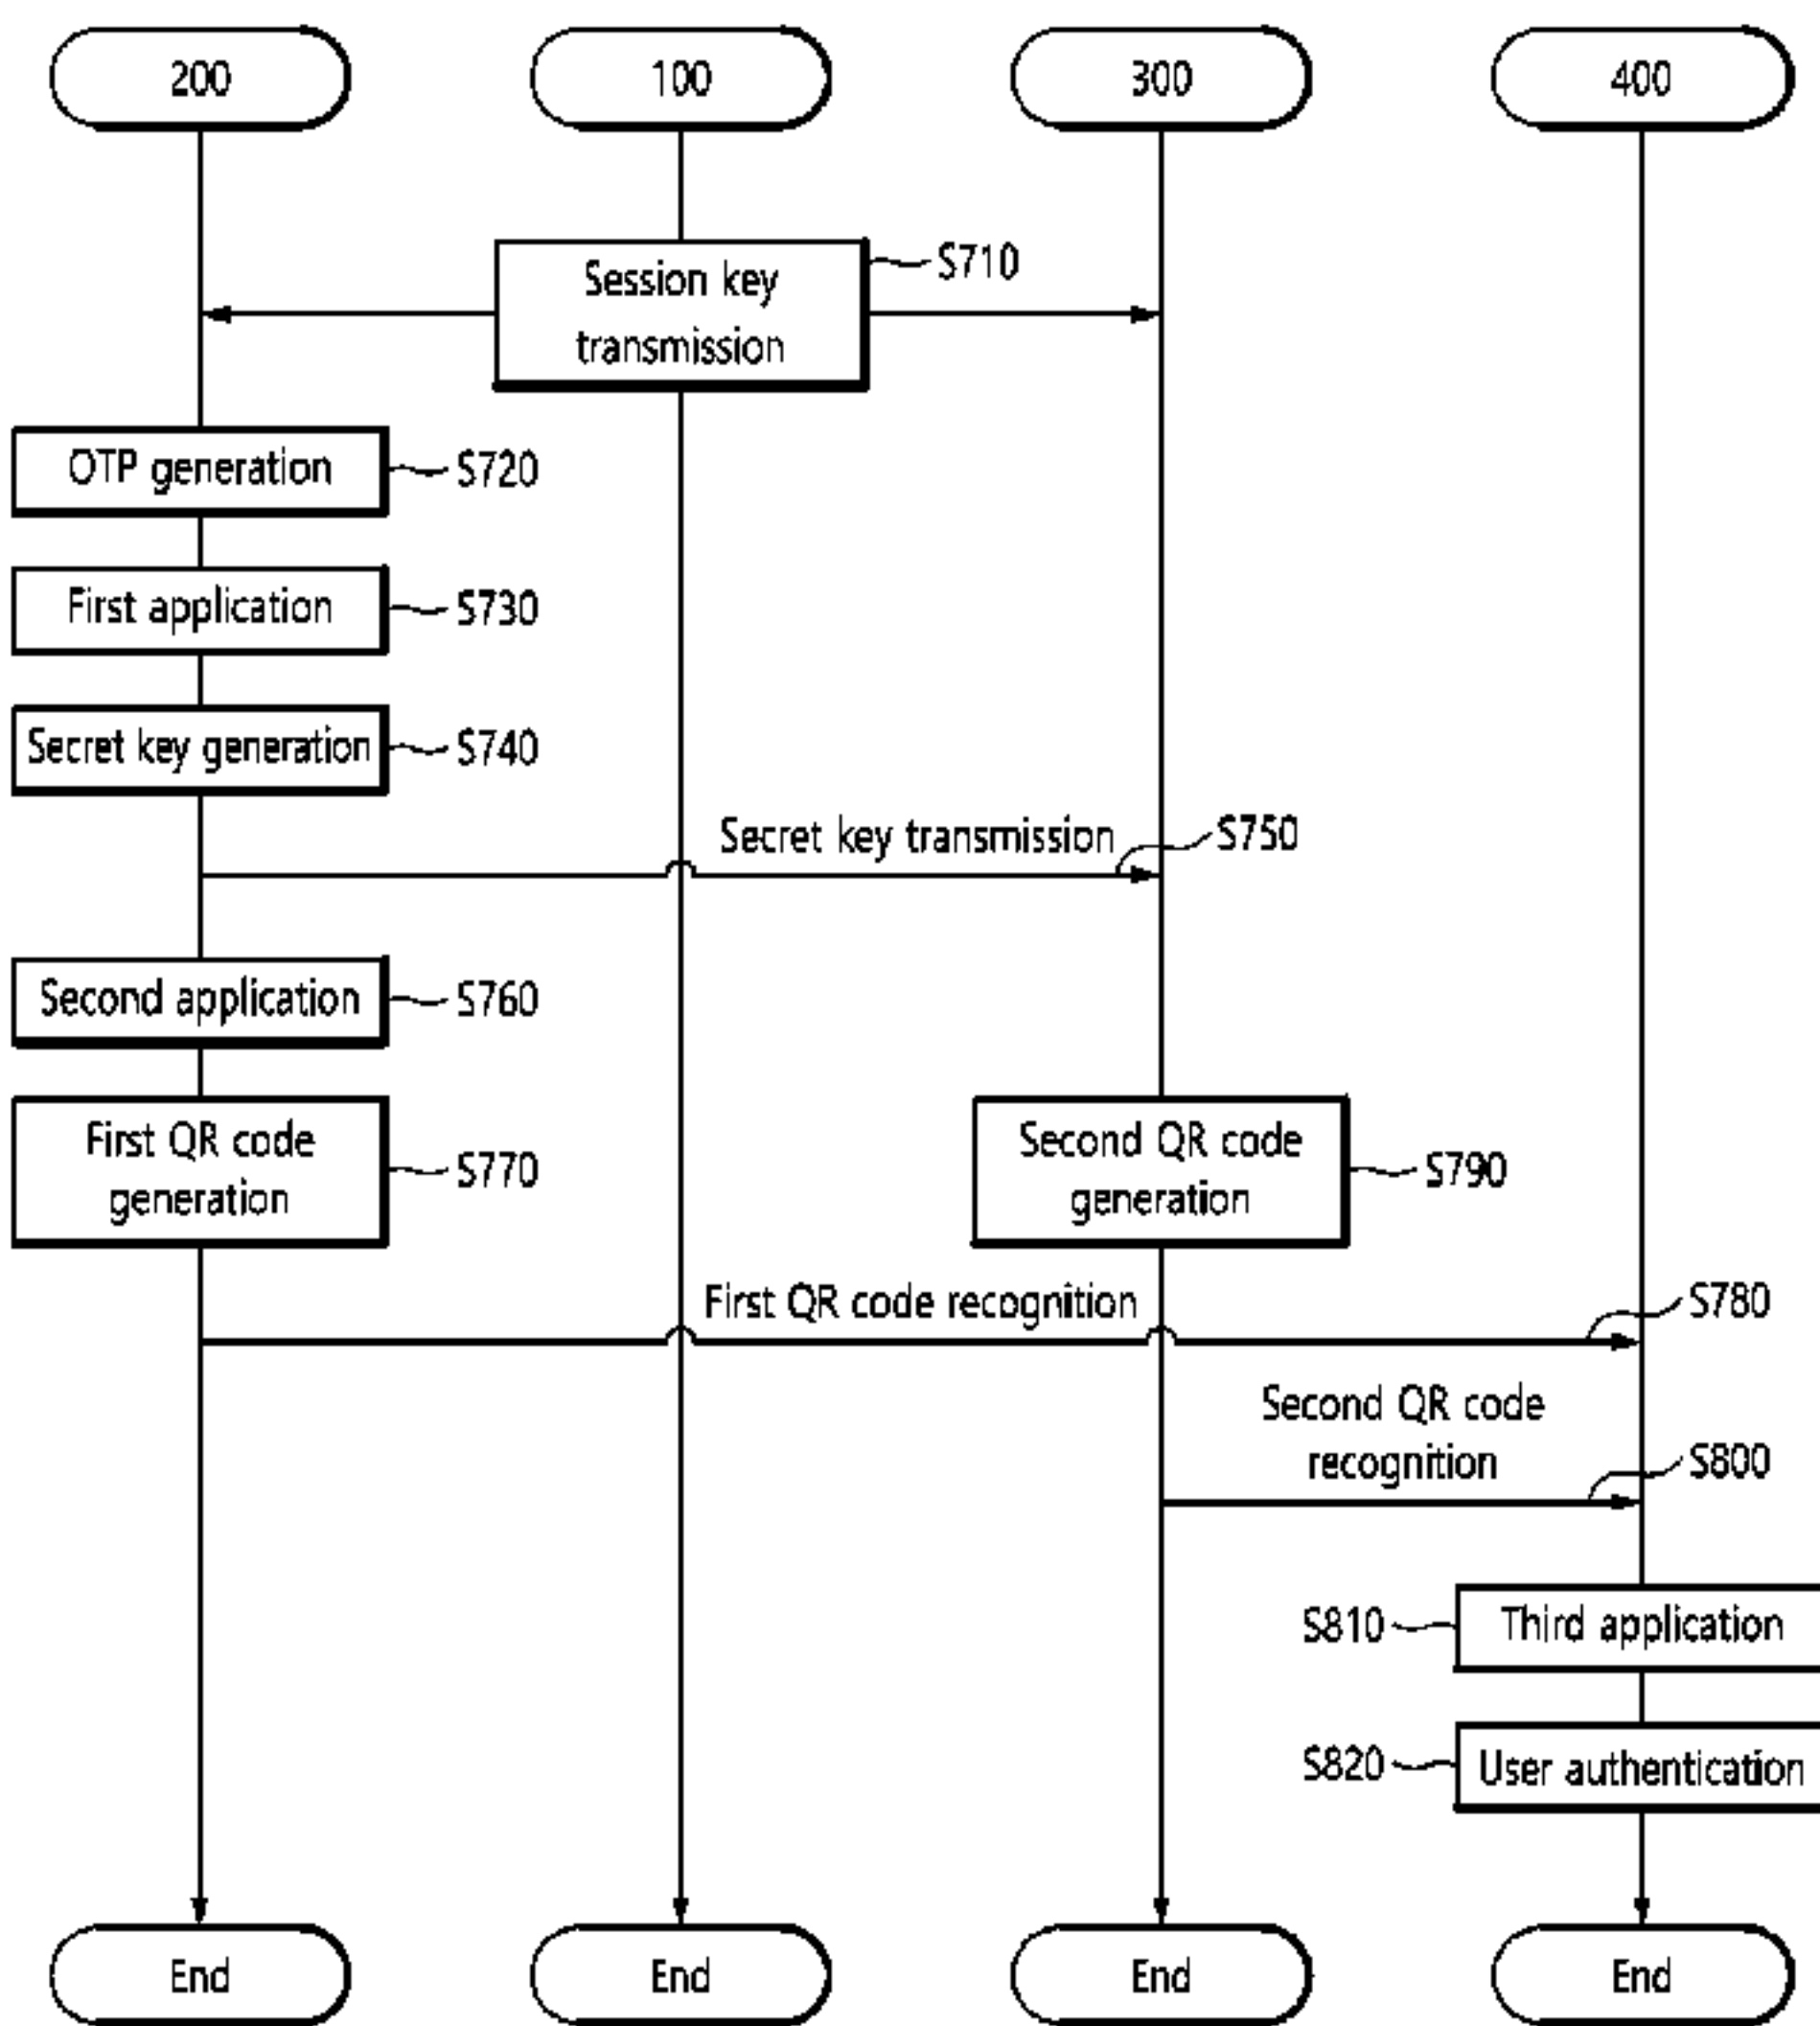 200
100
300
400
Session key
transmission
S710
OTP generation
S720
First application
S730
Secret key generation
S740
Secret key transmission
S750
Second application
S760
First QR code
generation
S770
Second QR code
generation
S790
First QR code recognition
S780
Second QR code
recognition
S800
S810
Third application
S820
User authentication
End
End
End
End